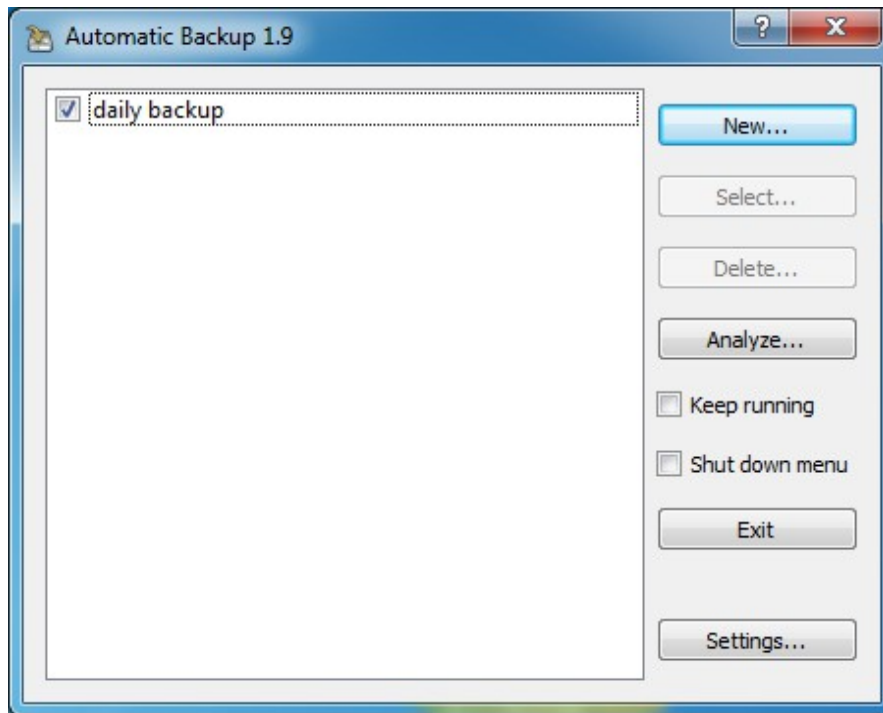 Automatic Backup 1.9
daily backup
New...
Select...
Delete...
Analyze...
Keep running
Shut down menu
Exit
Settings...